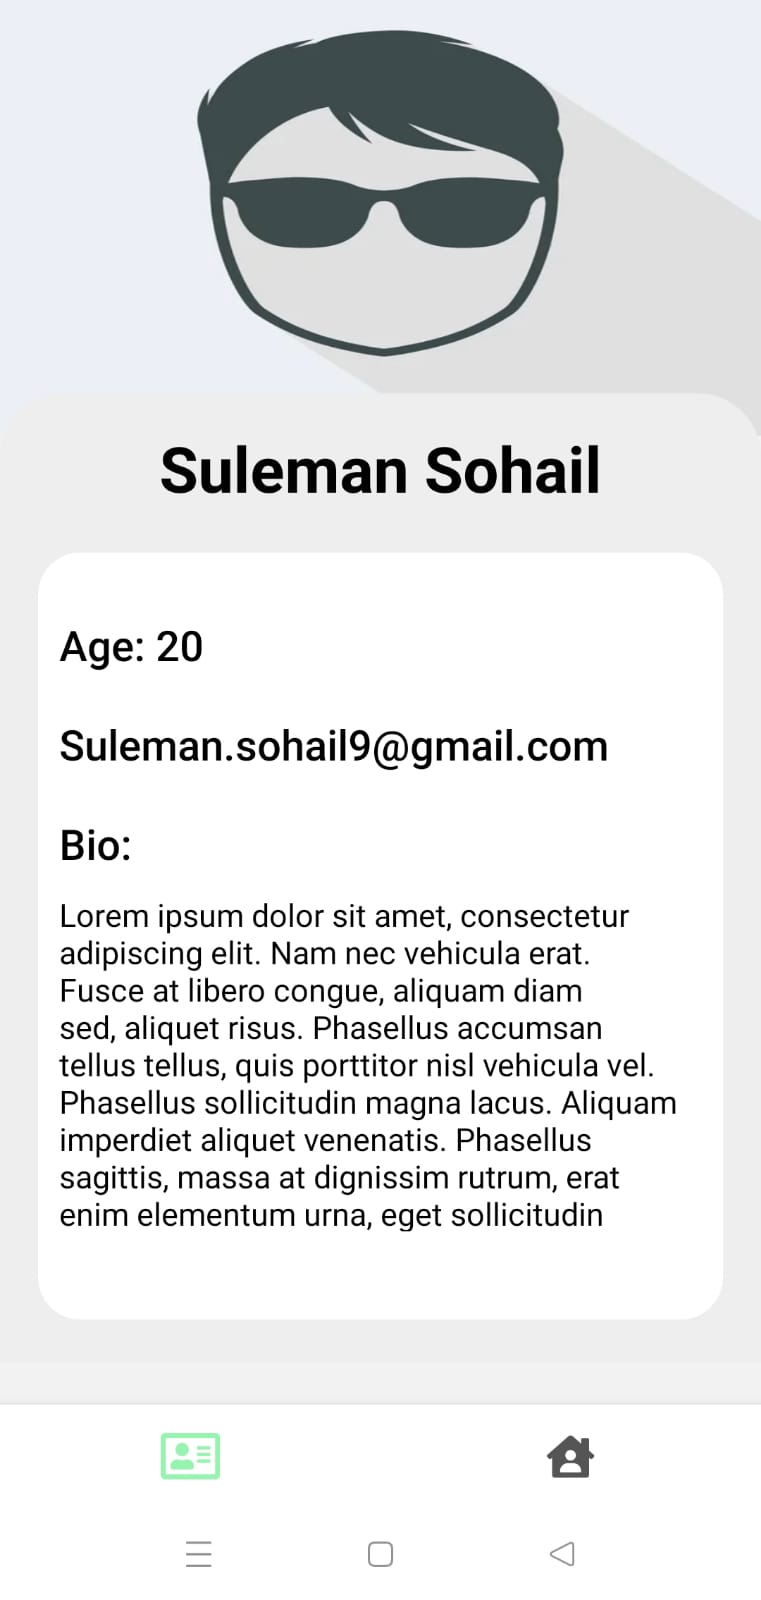 Suleman Sohail
Age: 20
Suleman.sohail9@gmail.com
Bio:
Lorem ipsum dolor sit amet, consectetur
adipiscing elit. Nam nec vehicula erat.
Fusce at libero congue, aliquam diam
sed, aliquet risus. Phasellus accumsan
tellus tellus, quis porttitor nisl vehicula vel.
Phasellus sollicitudin magna lacus. Aliquam
imperdiet aliquet venenatis. Phasellus
sagittis, massa at dignissim rutrum, erat
enim elementum urna, eget sollicitudin